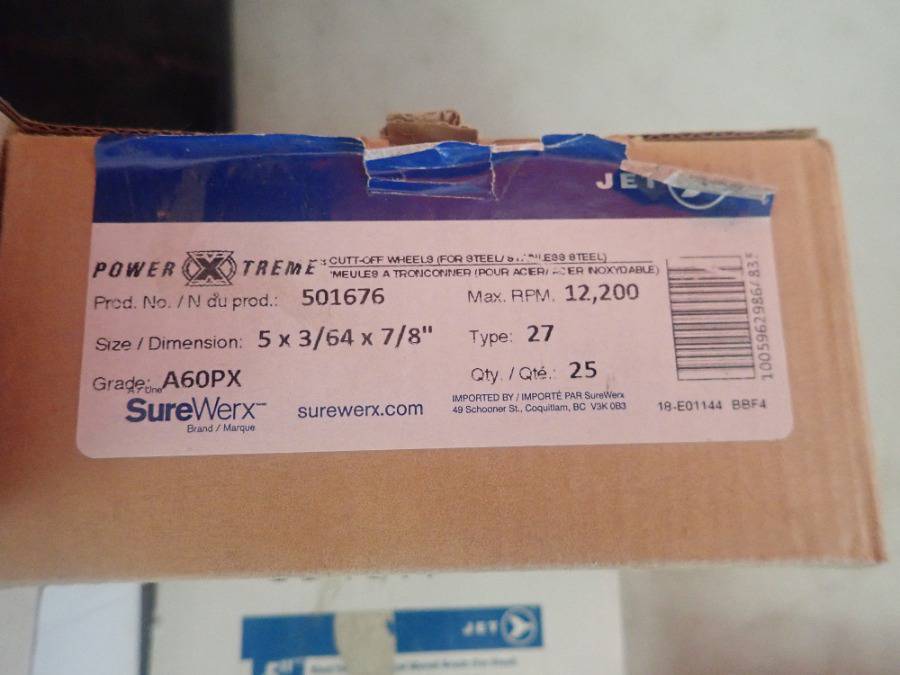 JET
POWER X TREME CUTT-OFF WHEELS (FOR STEEL/ STAINLESS STEEL)
MEULES A TRONCONNER (POUR ACIER/ ACIER INOXYDABLE)
Prod. No. / N du prod.: 501676 Max. RPM. 12,200
Size / Dimension: 5 x 3/64 x 7/8" Type: 27
Grade: A60PX Qty. / Qté.: 25
SureWerx surewerx.com IMPORTED BY / IMPORTÉ PAR SureWerx
Brand / Marque 49 Schooner St., Coquitlam, BC V3K 0B3 18-E01144 BBF4
JET